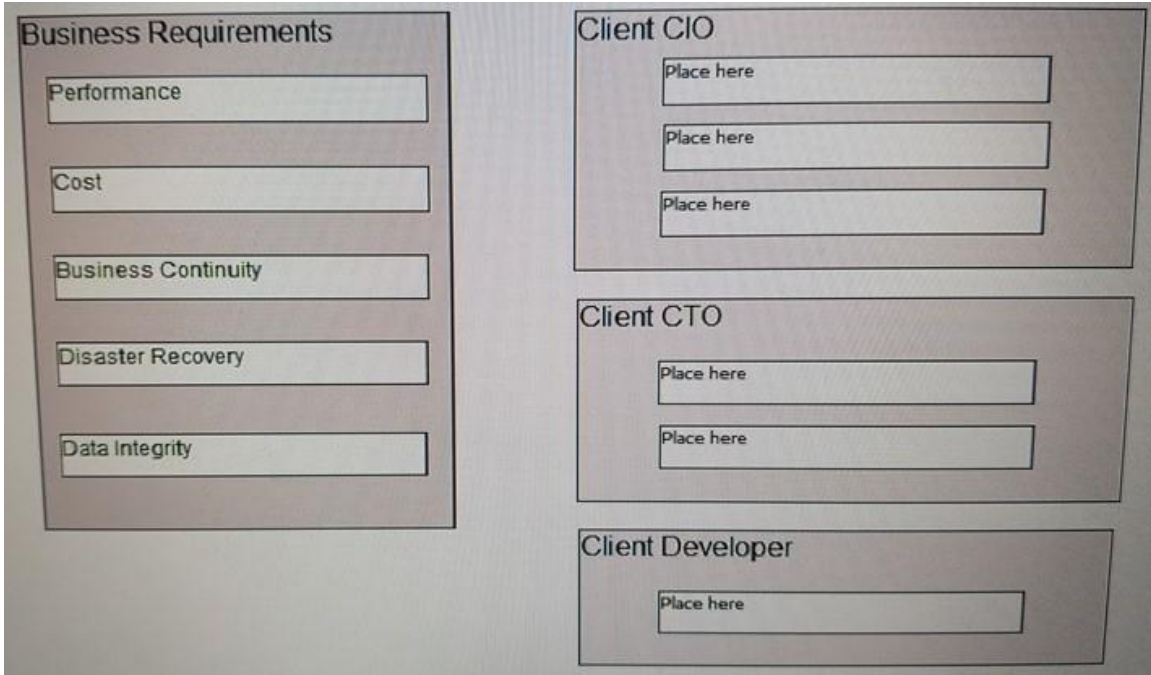 Business Requirements
Performance
Cost
Business Continuity
Disaster Recovery
Data Integrity
Client CIO
Place here
Place here
Place here
Client CTO
Place here
Place here
Client Developer
Place here